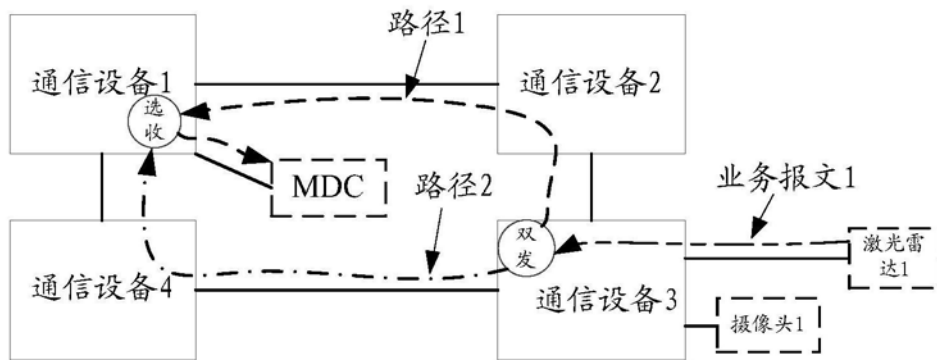 路径1
通信设备1
通信设备2
选
收
MDC
路径2
业务报文1
双
发
激光雷
达1
通信设备4
通信设备3
摄像头1